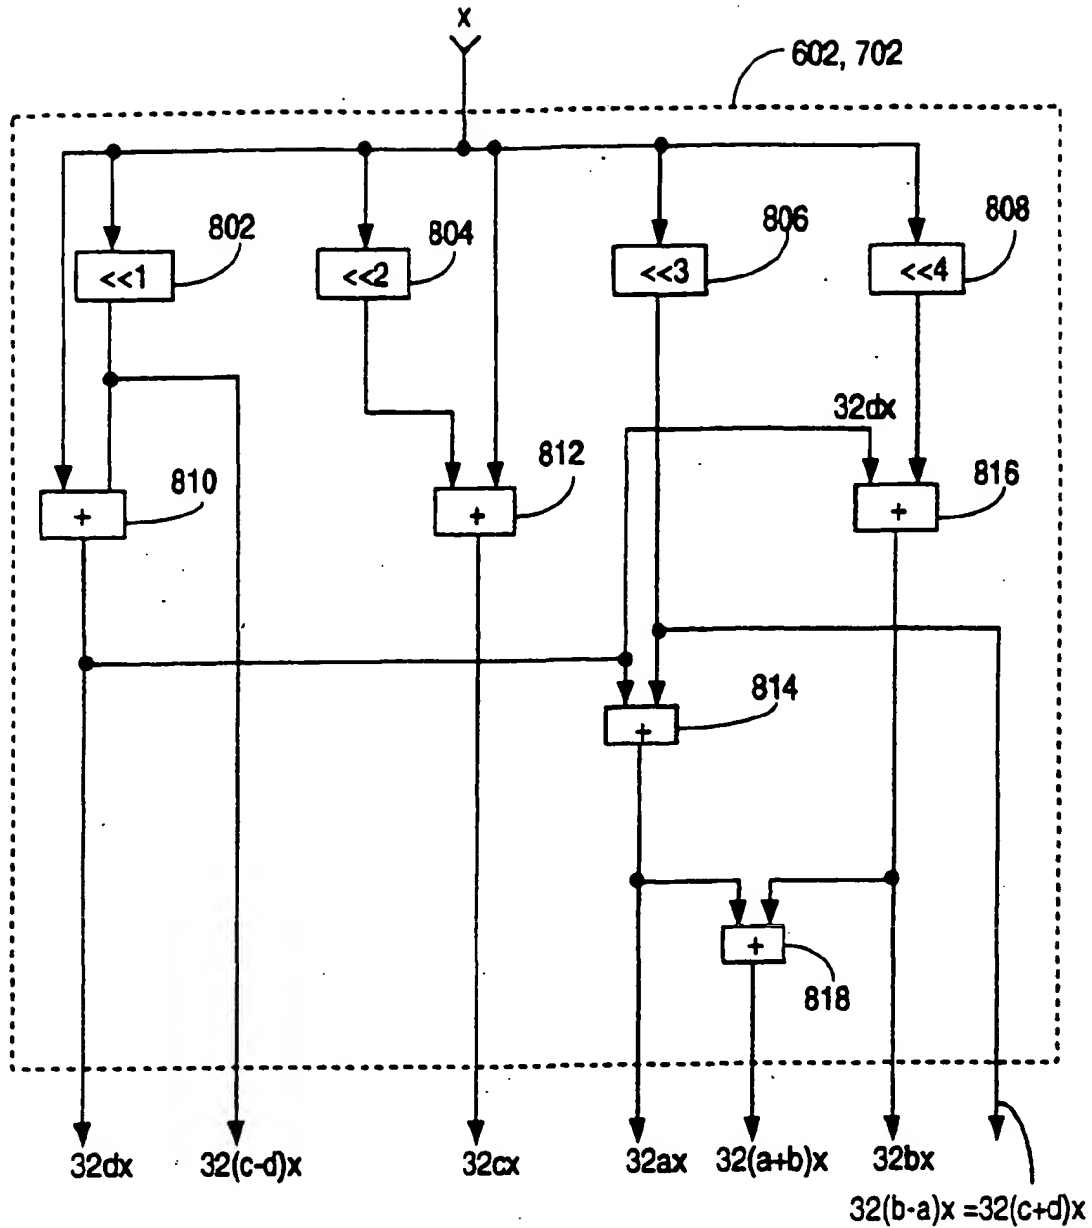 X
602, 702
802
804
806
808
<<1
<<2
<<3
<<4
32dx
810
812
816
+
+
+
814
+
+
818
32dx
32(c-d)x
32cx
32ax
32(a+b)x
32bx
32(b-a)x =32(c+d)x